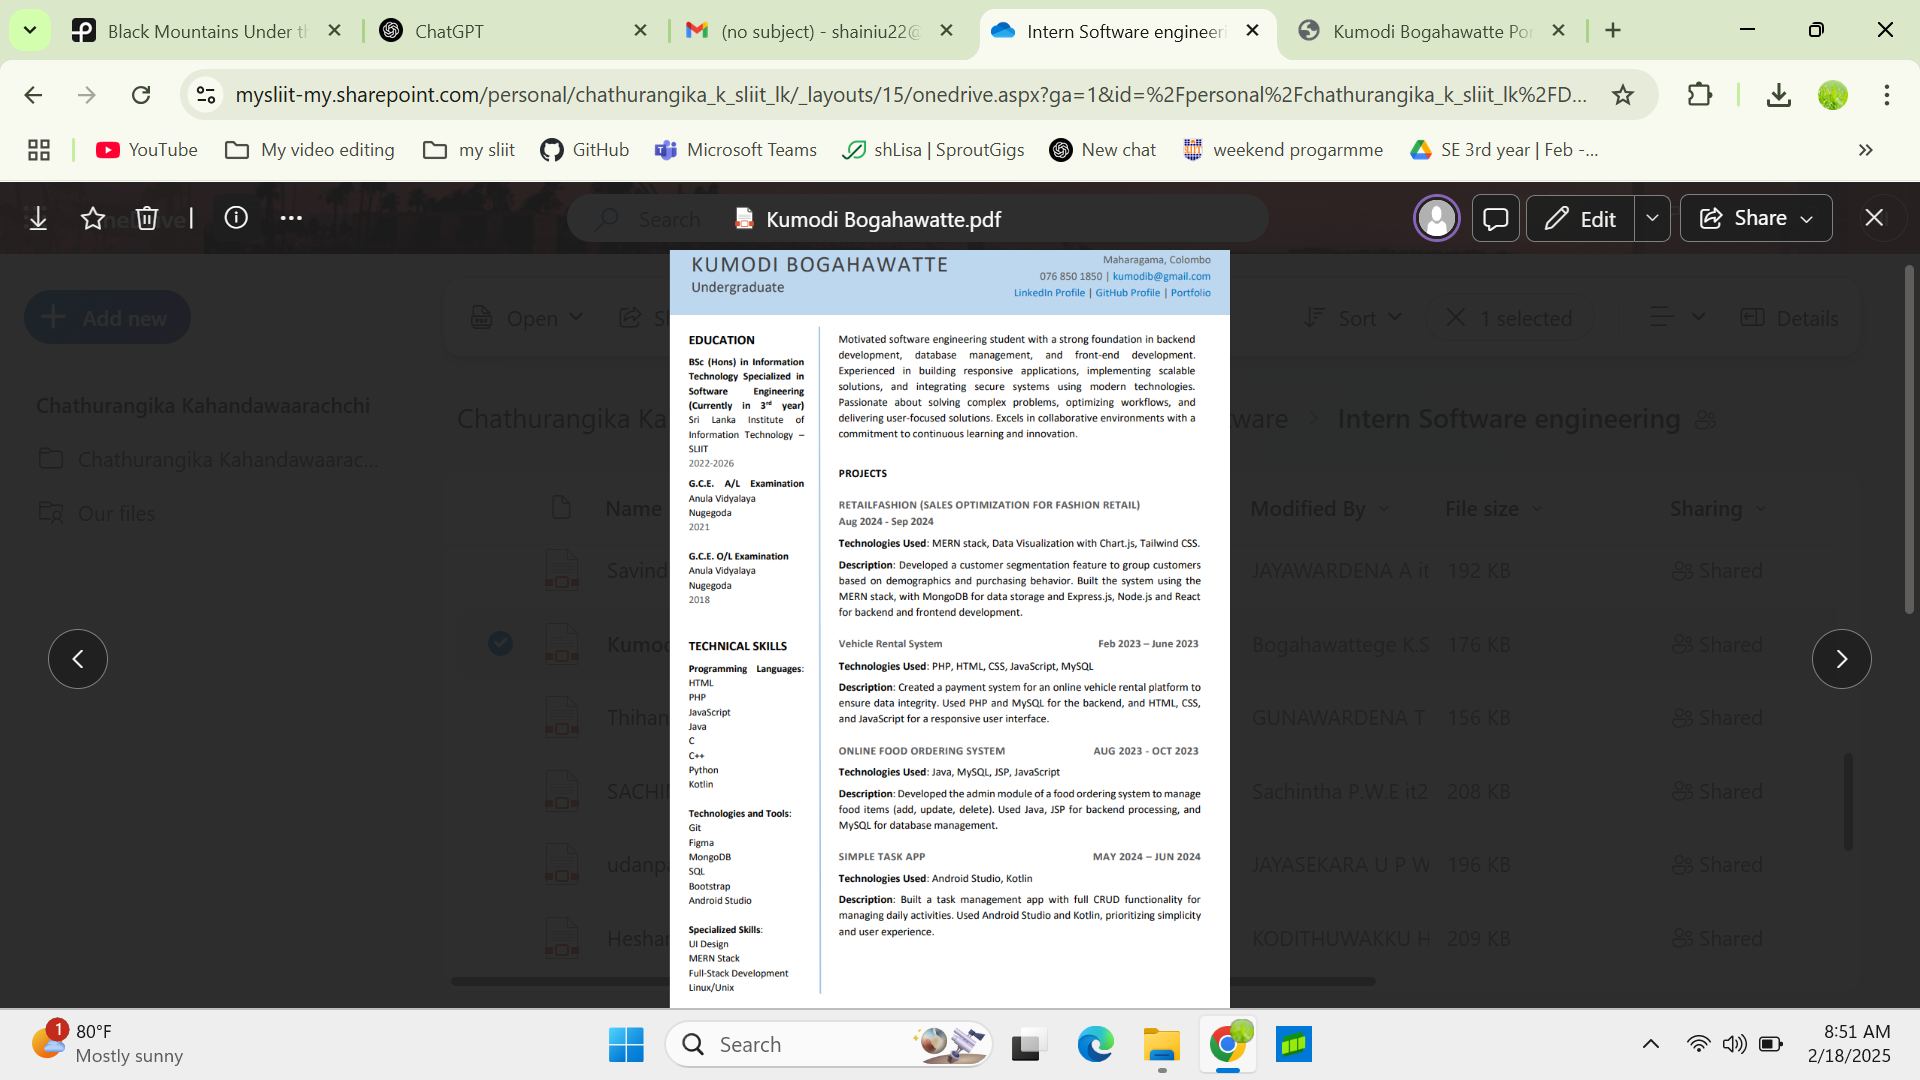 Black Mountains Under th
ChatGPT
(no subject) - shainiu22@
Intern Software engineeri
Kumodi Bogahawatte Po
mysliit-my.sharepoint.com/personal/chathurangika_k_sliit_lk/_layouts/15/onedrive.aspx?ga=1&id=%2Fpersonal%2Fchathurangika_k_sliit_lk%2FD...
YouTube
My video editing
my sliit
GitHub
Microsoft Teams
shLisa | SproutGigs
New chat
weekend progarmme
SE 3rd year | Feb -...
Search
Kumodi Bogahawatte.pdf
Edit
Share
Add new
Open
Sort
1 selected
Details
Chathurangika Kahandawaarachchi
Chathurangika Kahandawaarac...
Our files
Chathurangika Ka
ware
Intern Software engineering
Name
Modified By
File size
Sharing
Savind
JAYAWARDENA A it
192 KB
Shared
Kumod
Bogahawattege K.S
176 KB
Shared
Thihan
GUNAWARDENA T
156 KB
Shared
SACHI
Sachintha P.W.E it2
208 KB
Shared
udanpa
JAYASEKARA U P W
196 KB
Shared
Heshar
KODITHUWAKKU H
209 KB
Shared
KUMODI BOGAHAWATTE
Undergraduate
Maharagama, Colombo
076 850 1850 | kumodib@gmail.com
LinkedIn Profile | GitHub Profile | Portfolio
EDUCATION
BSc (Hons) in Information
Technology Specialized in
Software Engineering
(Currently in 3rd year)
Sri Lanka Institute of
Information Technology –
SLIIT
2022-2026
G.C.E. A/L Examination
Anula Vidyalaya
Nugegoda
2021
G.C.E. O/L Examination
Anula Vidyalaya
Nugegoda
2018
TECHNICAL SKILLS
Programming Languages:
HTML
PHP
JavaScript
Java
C
C++
Python
Kotlin
Technologies and Tools:
Git
Figma
MongoDB
SQL
Bootstrap
Android Studio
Specialized Skills:
UI Design
MERN Stack
Full-Stack Development
Linux/Unix
Motivated software engineering student with a strong foundation in backend
development, database management, and front-end development.
Experienced in building responsive applications, implementing scalable
solutions, and integrating secure systems using modern technologies.
Passionate about solving complex problems, optimizing workflows, and
delivering user-focused solutions. Excels in collaborative environments with a
commitment to continuous learning and innovation.
PROJECTS
RETAILFASHION (SALES OPTIMIZATION FOR FASHION RETAIL)
Aug 2024 - Sep 2024
Technologies Used: MERN stack, Data Visualization with Chart.js, Tailwind CSS.
Description: Developed a customer segmentation feature to group customers
based on demographics and purchasing behavior. Built the system using the
MERN stack, with MongoDB for data storage and Express.js, Node.js and React
for backend and frontend development.
Vehicle Rental System Feb 2023 – June 2023
Technologies Used: PHP, HTML, CSS, JavaScript, MySQL
Description: Created a payment system for an online vehicle rental platform to
ensure data integrity. Used PHP and MySQL for the backend, and HTML, CSS,
and JavaScript for a responsive user interface.
ONLINE FOOD ORDERING SYSTEM AUG 2023 - OCT 2023
Technologies Used: Java, MySQL, JSP, JavaScript
Description: Developed the admin module of a food ordering system to manage
food items (add, update, delete). Used Java, JSP for backend processing, and
MySQL for database management.
SIMPLE TASK APP MAY 2024 – JUN 2024
Technologies Used: Android Studio, Kotlin
Description: Built a task management app with full CRUD functionality for
managing daily activities. Used Android Studio and Kotlin, prioritizing simplicity
and user experience.
1
80°F
Mostly sunny
Search
8:51 AM
2/18/2025